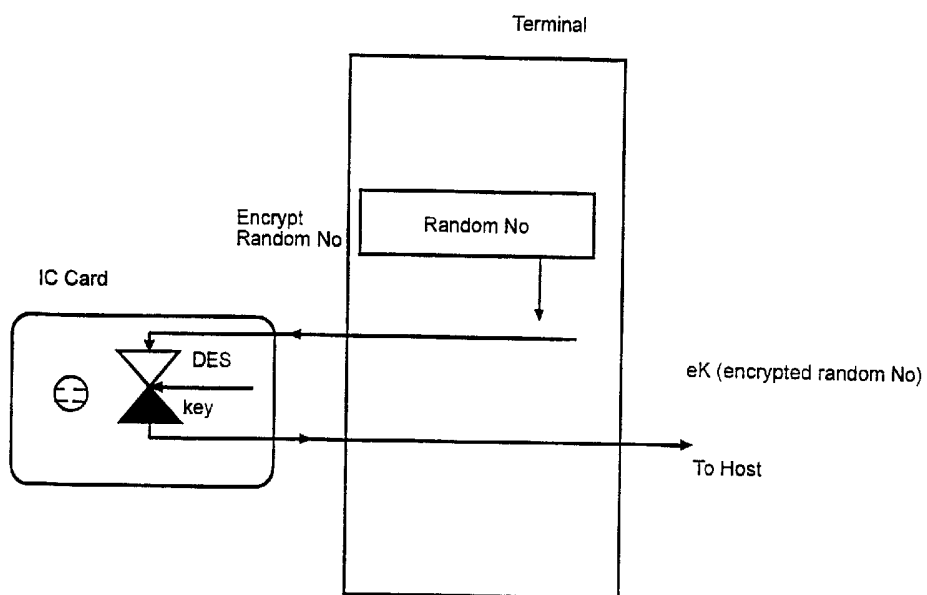 Terminal
Encrypt
Random No
Random No
IC Card
DES
key
eK (encrypted random No)
To Host